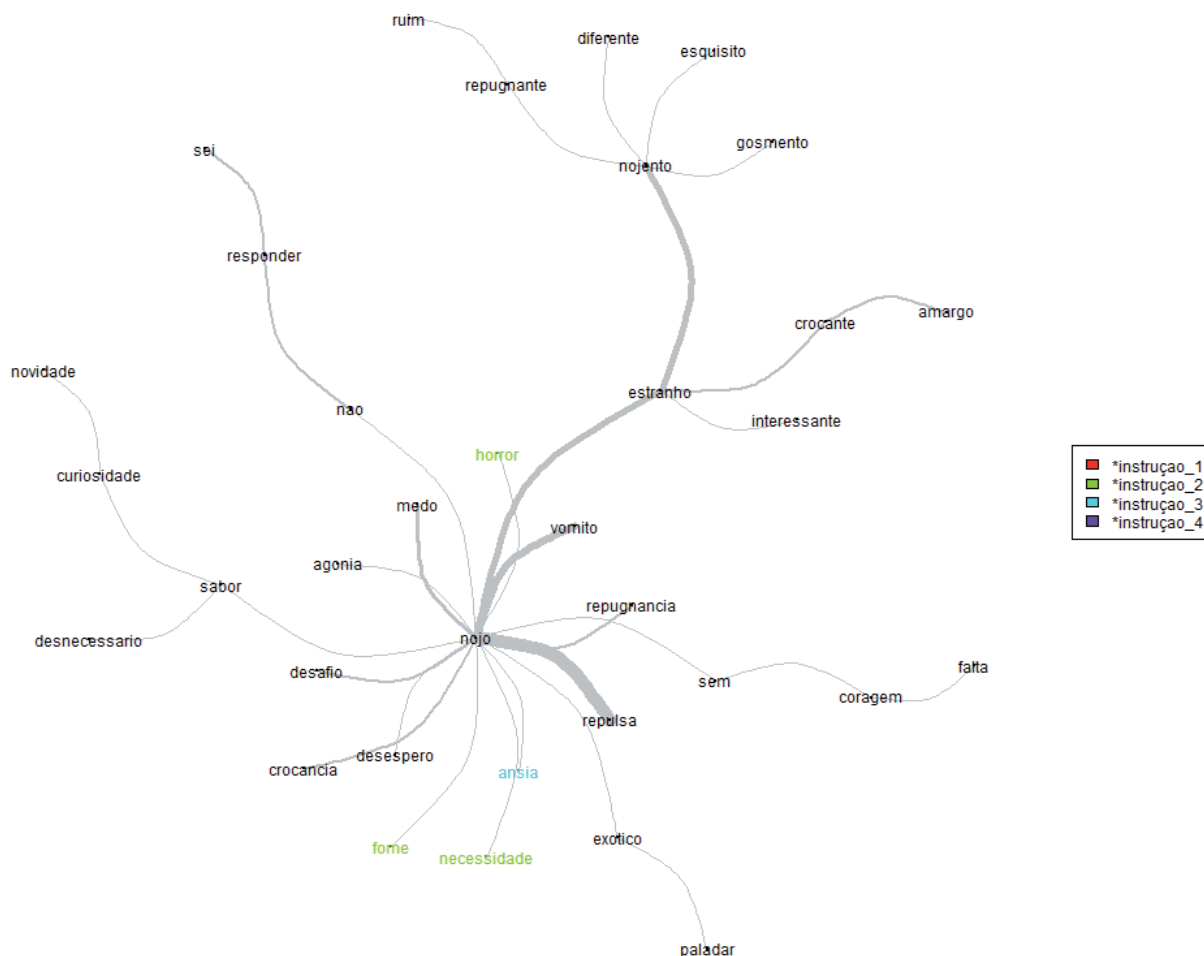 ruim
diferente
esquisito
repugnante
gosmento
sei
nojento
responder
crocante
amargo
novidade
estranho
nao
interessante
horror
curiosidade
medo
vomito
agonia
sabor
repugnancia
desnecessario
nojo
desafio
sem
falta
coragem
repulsa
desespero
crocancia
ansia
exotico
fome
necessidade
paladar
*instruçao_1
*instruçao_2
*instruçao_3
*instruçao_4